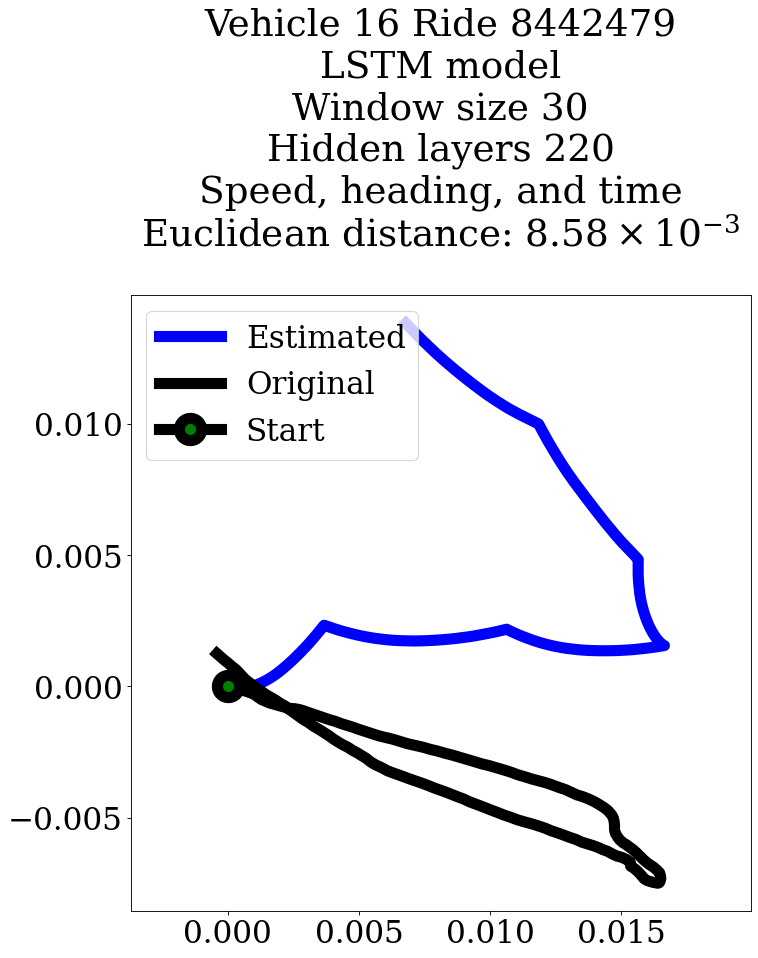 Vehicle 16 Ride 8442479
LSTM model
Window size 30
Hidden layers 220
Speed, heading, and time
Euclidean distance: 8.58 × 10⁻³
Estimated
Original
Start
0.010
0.005
0.000
−0.005
0.000 0.005 0.010 0.015